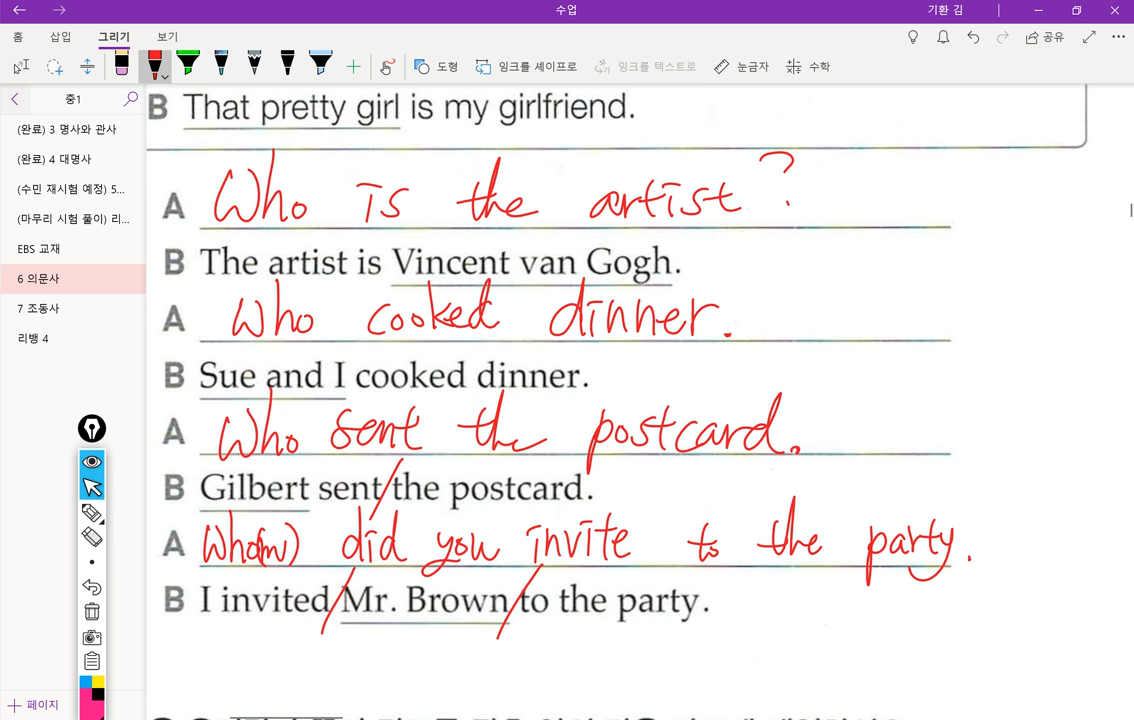 수업
기환 김
홈 삽입 그리기 보기
공유
도형 잉크를 셰이프로 잉크를 텍스트로 눈금자 수학
중1
(완료) 3 명사와 관사
(완료) 4 대명사
(수민 재시험 예정) 5...
(마무리 시험 풀이) 리...
EBS 교재
6 의문사
7 조동사
리뱅 4
페이지
B That pretty girl is my girlfriend.
A Who is the artist?
B The artist is Vincent van Gogh.
A Who cooked dinner.
B Sue and I cooked dinner.
A Who sent the postcard.
B Gilbert sent the postcard.
A Who(m) did you invite to the party.
B I invited Mr. Brown to the party.